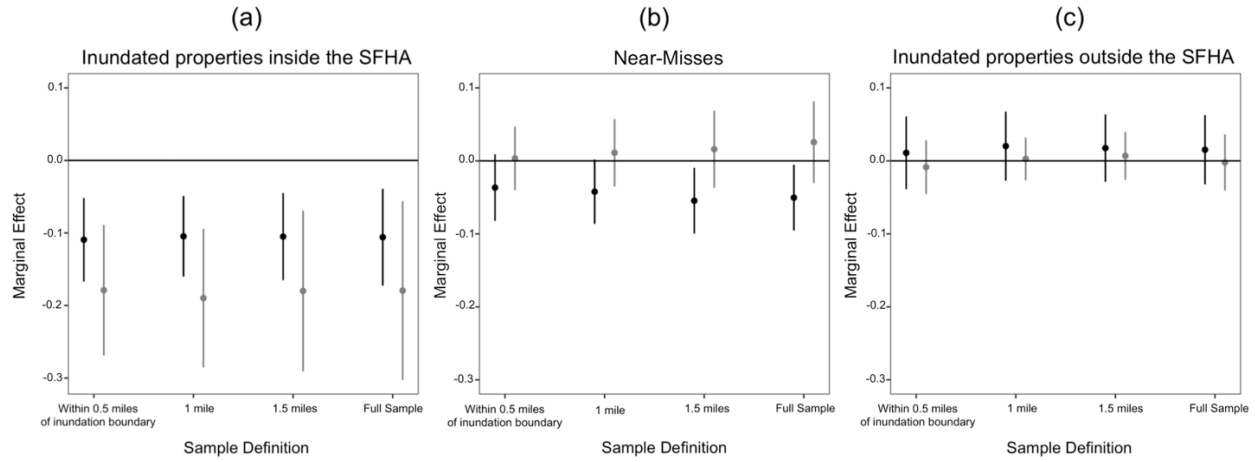 (a)
Inundated properties inside the SFHA
0.1
0.0
-0.1
-0.2
-0.3
Marginal Effect
Within 0.5 miles
of inundation boundary
1 mile
1.5 miles
Full Sample
Sample Definition
(b)
Near-Misses
0.1
0.0
-0.1
-0.2
-0.3
Marginal Effect
Within 0.5 miles
of inundation boundary
1 mile
1.5 miles
Full Sample
Sample Definition
(c)
Inundated properties outside the SFHA
0.1
0.0
-0.1
-0.2
-0.3
Marginal Effect
Within 0.5 miles
of inundation boundary
1 mile
1.5 miles
Full Sample
Sample Definition